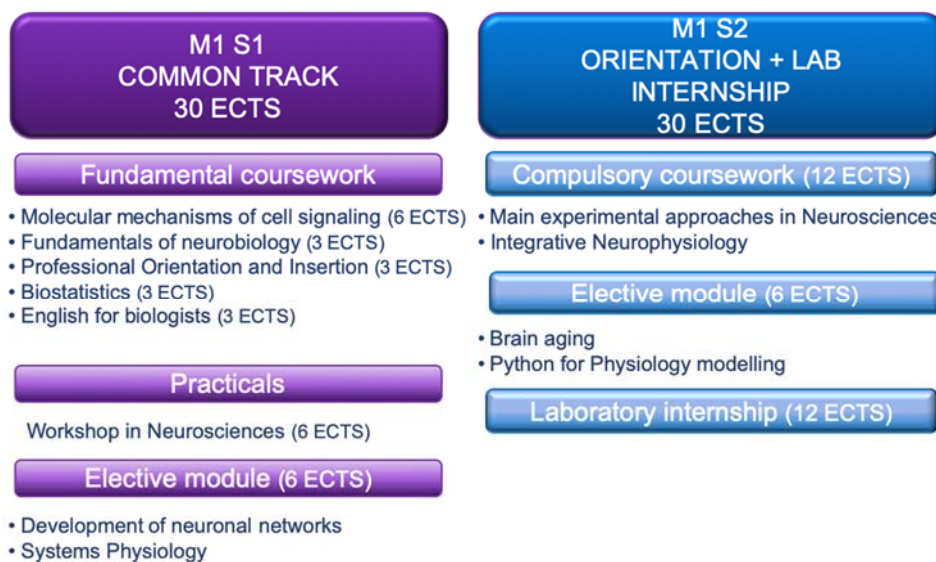 M1 S1
COMMON TRACK
30 ECTS
Fundamental coursework
• Molecular mechanisms of cell signaling (6 ECTS)
• Fundamentals of neurobiology (3 ECTS)
• Professional Orientation and Insertion (3 ECTS)
• Biostatistics (3 ECTS)
• English for biologists (3 ECTS)
Practicals
Workshop in Neurosciences (6 ECTS)
Elective module (6 ECTS)
• Development of neuronal networks
• Systems Physiology
M1 S2
ORIENTATION + LAB
INTERNSHIP
30 ECTS
Compulsory coursework (12 ECTS)
• Main experimental approaches in Neurosciences
• Integrative Neurophysiology
Elective module (6 ECTS)
• Brain aging
• Python for Physiology modelling
Laboratory internship (12 ECTS)